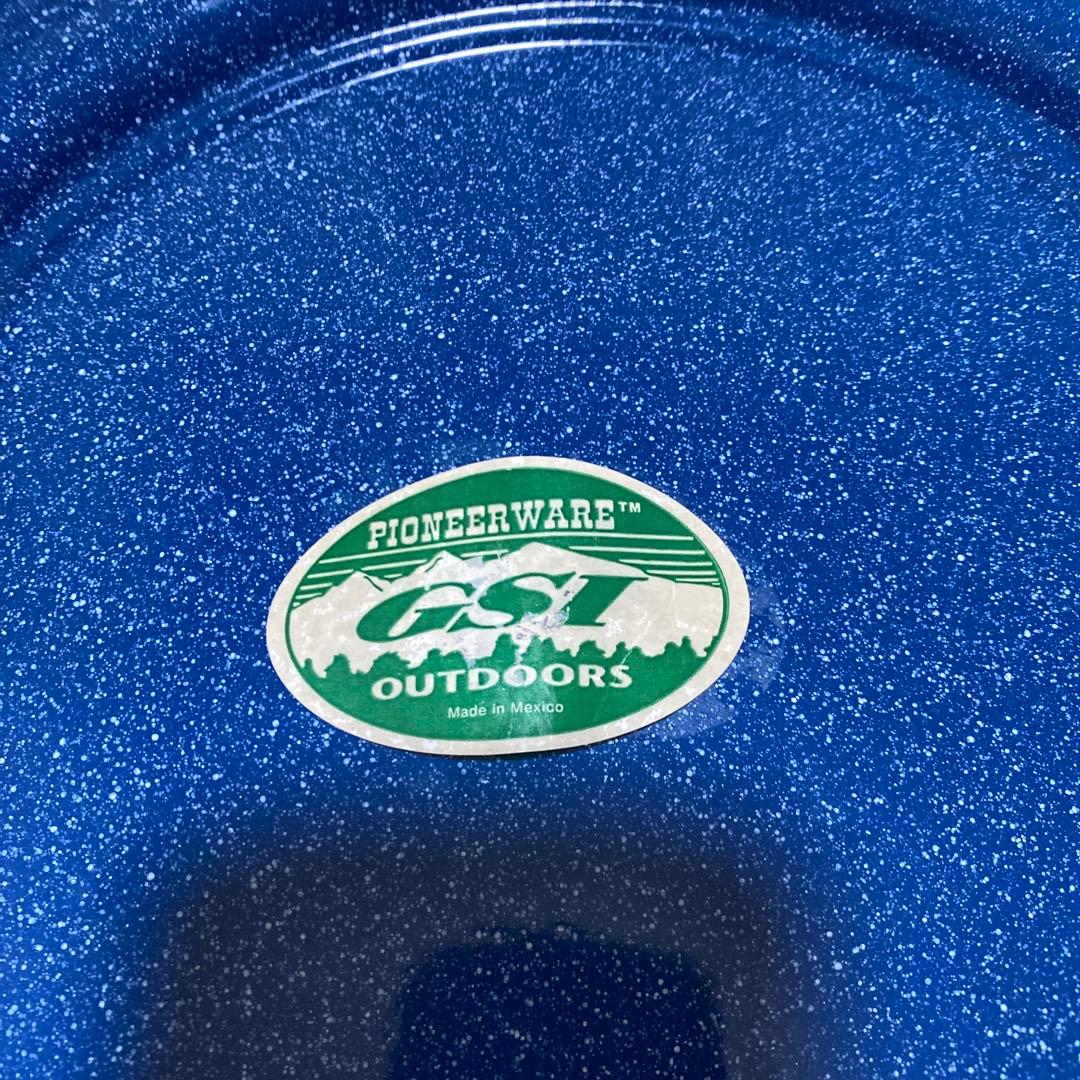 PIONEERWARE™
GSI
OUTDOORS
Made in Mexico